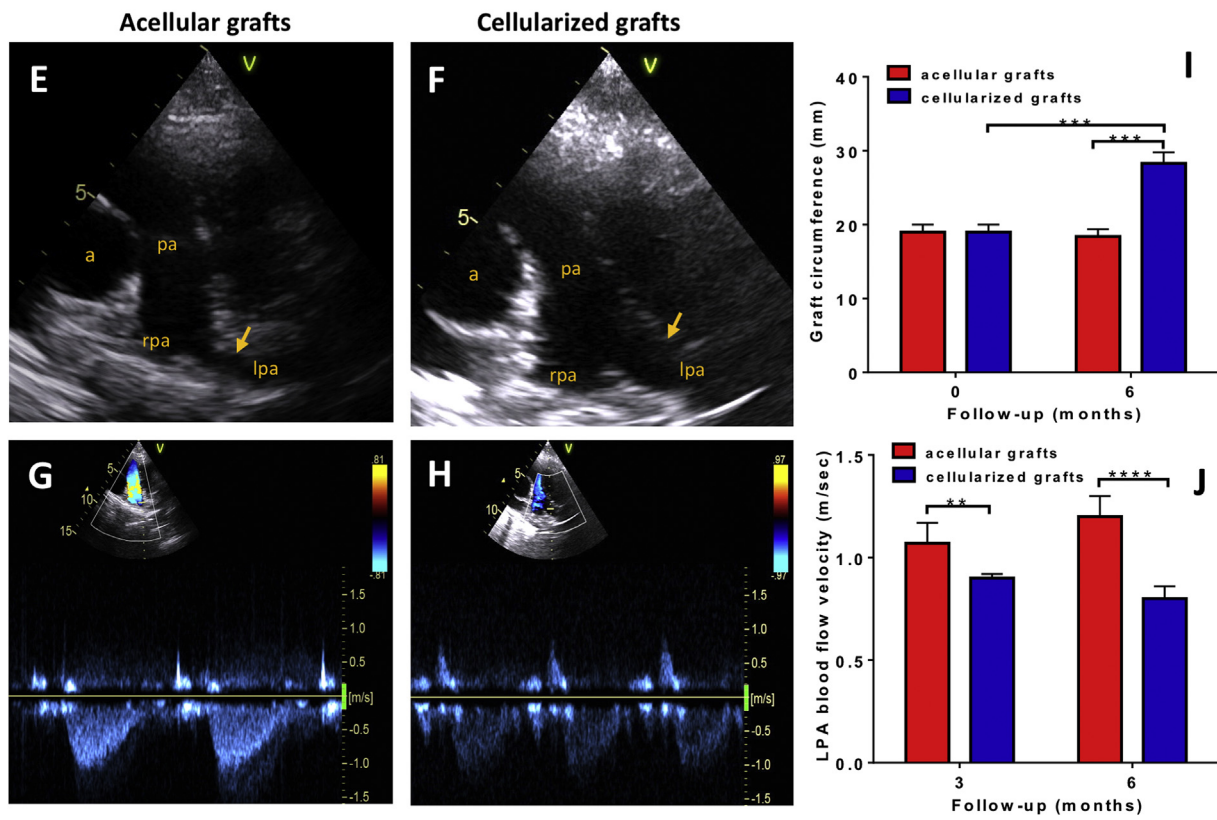 Acellular grafts
Cellularized grafts
E
V
5
a
pa
rpa
lpa
F
V
5
a
pa
rpa
lpa
I
acellular grafts
cellularized grafts
***
***
40
30
20
10
0
Graft circumference (mm)
0 6
Follow-up (months)
G
V
5
10
15
.81
-.81
1.5
1.0
0.5
[m/s]
-0.5
-1.0
-1.5
H
V
5
10
.97
-.97
1.5
1.0
0.5
[m/s]
-0.5
-1.0
-1.5
J
acellular grafts
cellularized grafts
**
****
1.5
1.0
0.5
0.0
LPA blood flow velocity (m/sec)
3 6
Follow-up (months)